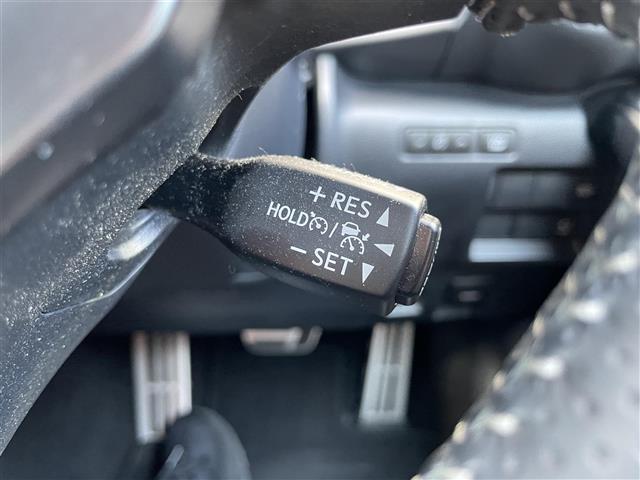 + RES
HOLD /
− SET